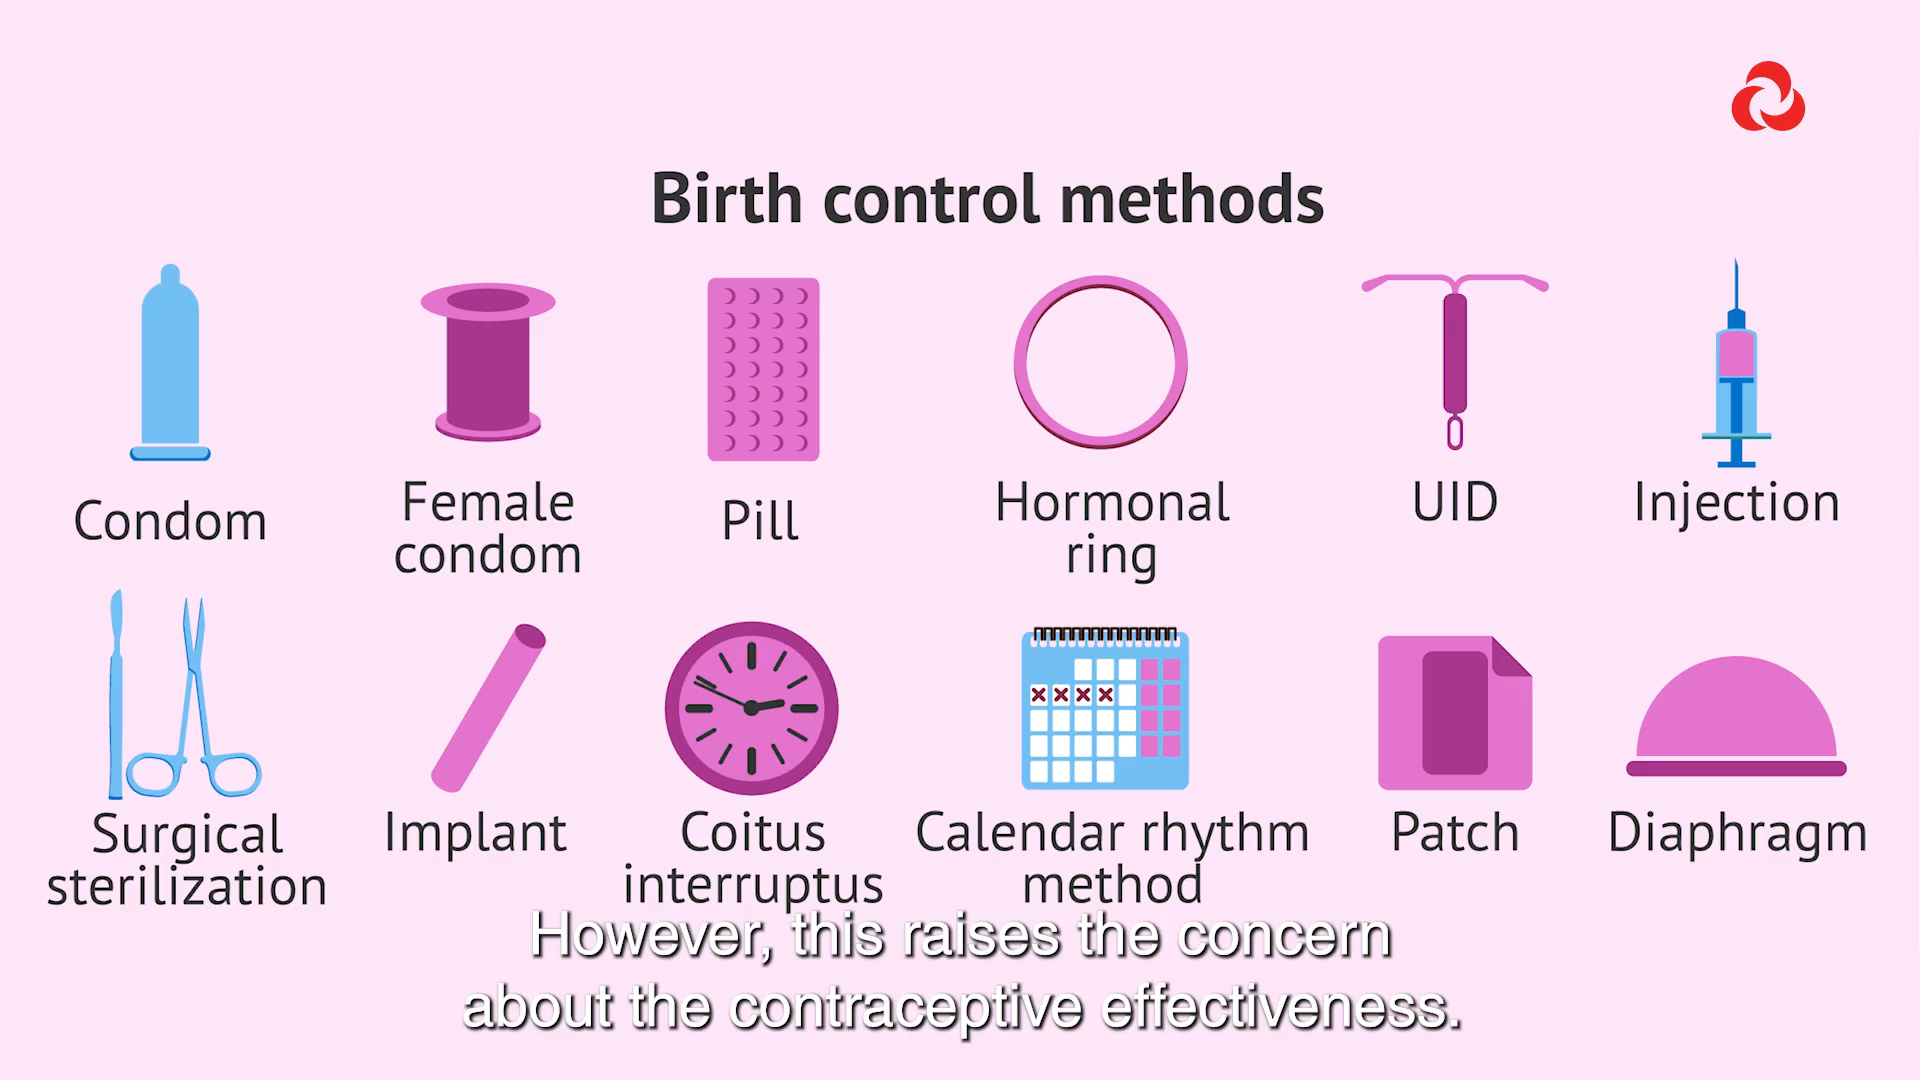 Birth control methods
Condom
Female
condom
Pill
Hormonal
ring
UID
Injection
Surgical
sterilization
Implant
Coitus
interruptus
Calendar rhythm
method
Patch
Diaphragm
However, this raises the concern
about the contraceptive effectiveness.